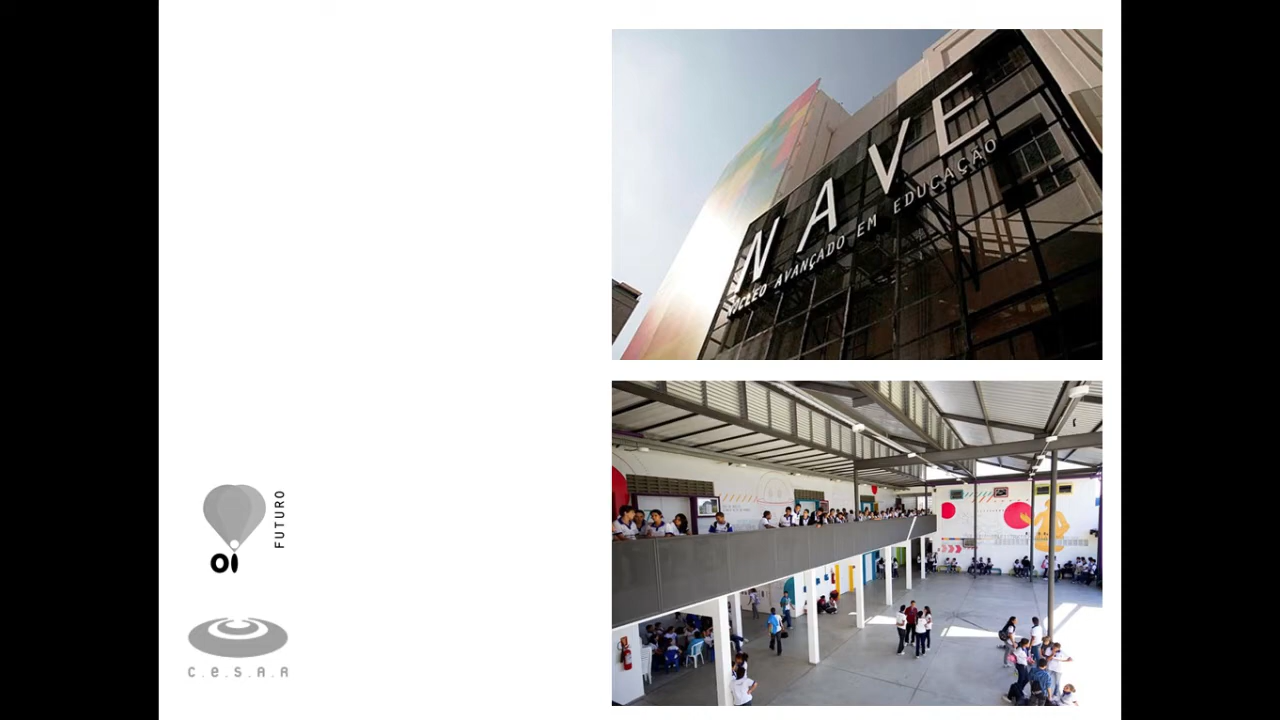 NAVE
NÚCLEO AVANÇADO EM EDUCAÇÃO
Oi
FUTURO
C.e.S.A.R